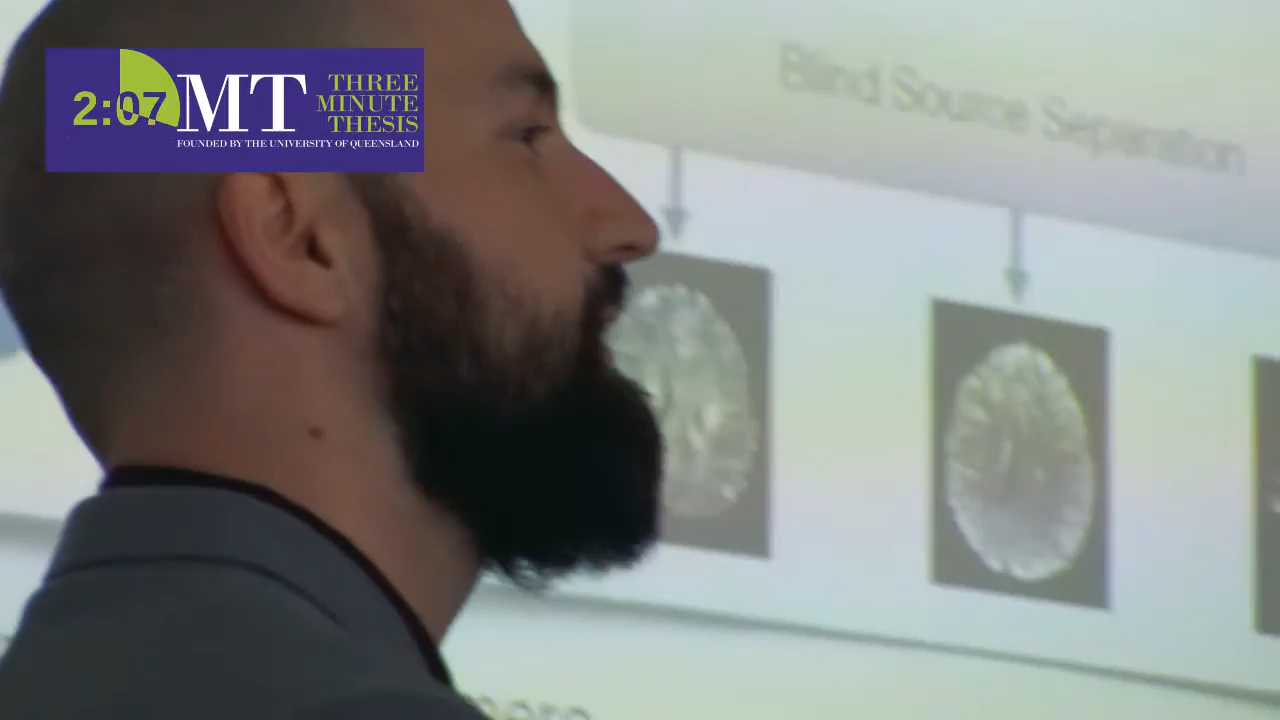 2:07
MT
THREE
MINUTE
THESIS
FOUNDED BY THE UNIVERSITY OF QUEENSLAND
Blind Source Separation